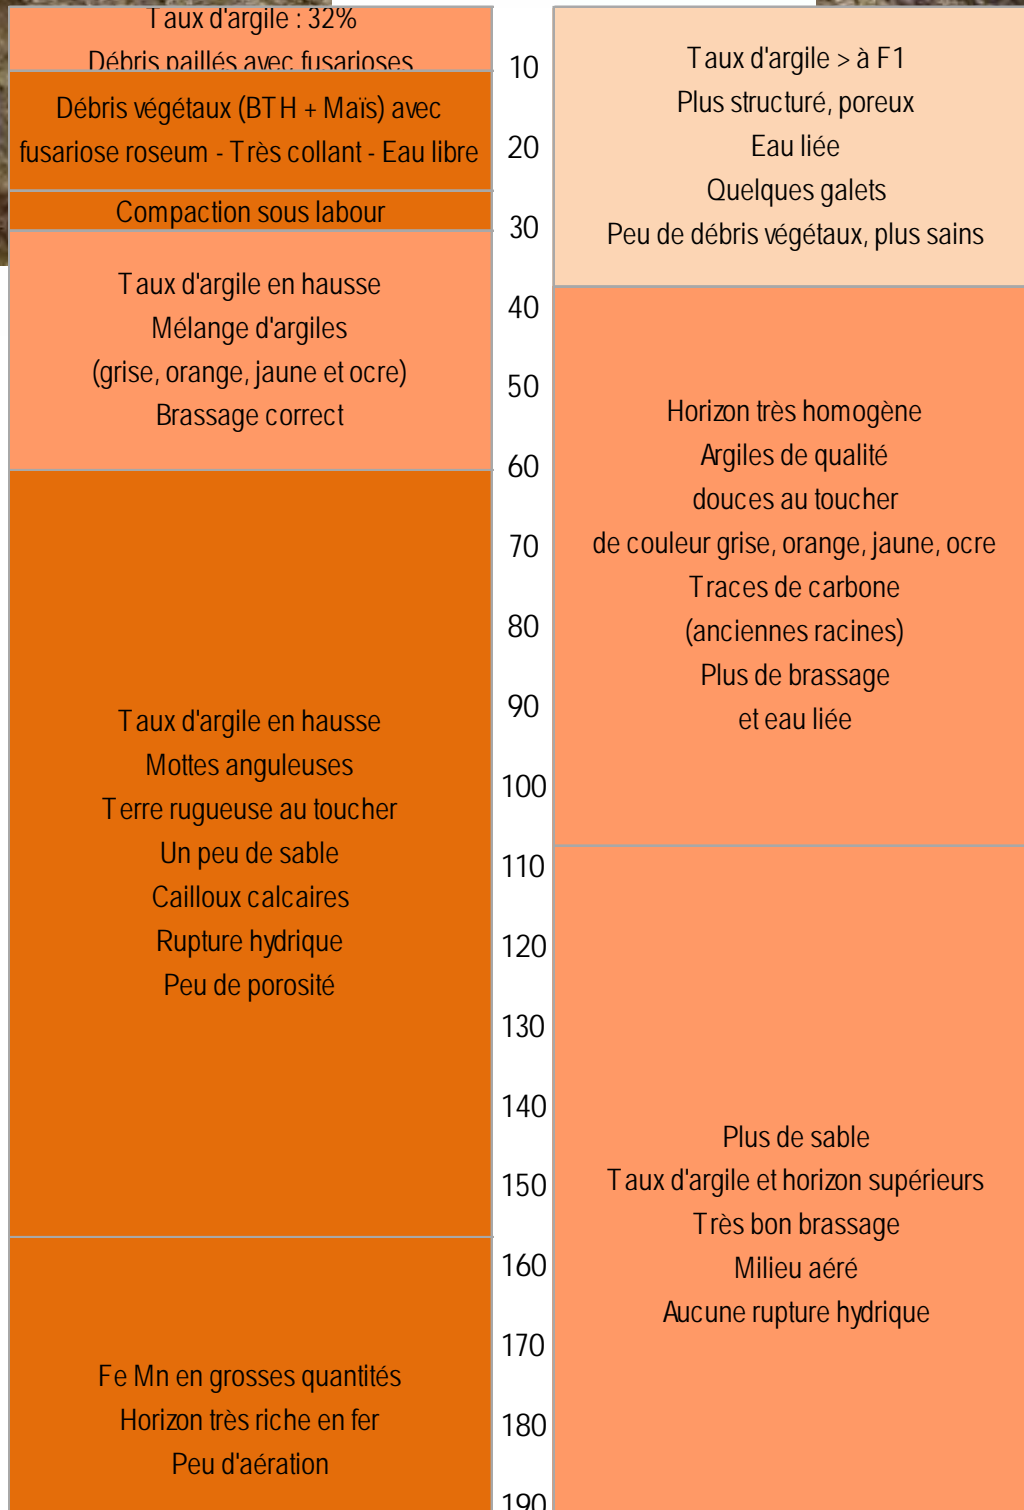 Taux d'argile : 32%
Débris paillés avec fusarioses
Débris végétaux (BTH + Maïs) avec
fusariose roseum - Très collant - Eau libre
Compaction sous labour
Taux d'argile en hausse
Mélange d'argiles
(grise, orange, jaune et ocre)
Brassage correct
Taux d'argile en hausse
Mottes anguleuses
Terre rugueuse au toucher
Un peu de sable
Cailloux calcaires
Rupture hydrique
Peu de porosité
Fe Mn en grosses quantités
Horizon très riche en fer
Peu d'aération
10
20
30
40
50
60
70
80
90
100
110
120
130
140
150
160
170
180
190
Taux d'argile > à F1
Plus structuré, poreux
Eau liée
Quelques galets
Peu de débris végétaux, plus sains
Horizon très homogène
Argiles de qualité
douces au toucher
de couleur grise, orange, jaune, ocre
Traces de carbone
(anciennes racines)
Plus de brassage
et eau liée
Plus de sable
Taux d'argile et horizon supérieurs
Très bon brassage
Milieu aéré
Aucune rupture hydrique